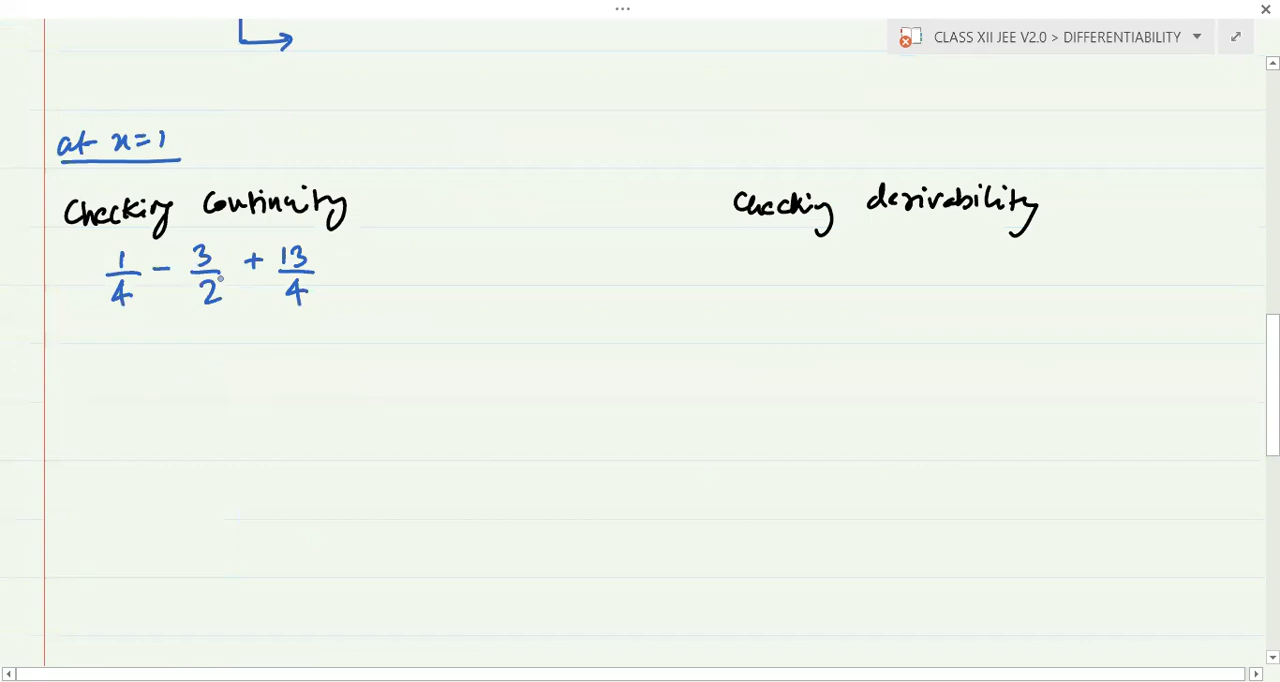 CLASS XII JEE V2.0 > DIFFERENTIABILITY
at x=1
Checking Continuity
Checking derivability
1/4 - 3/2 + 13/4